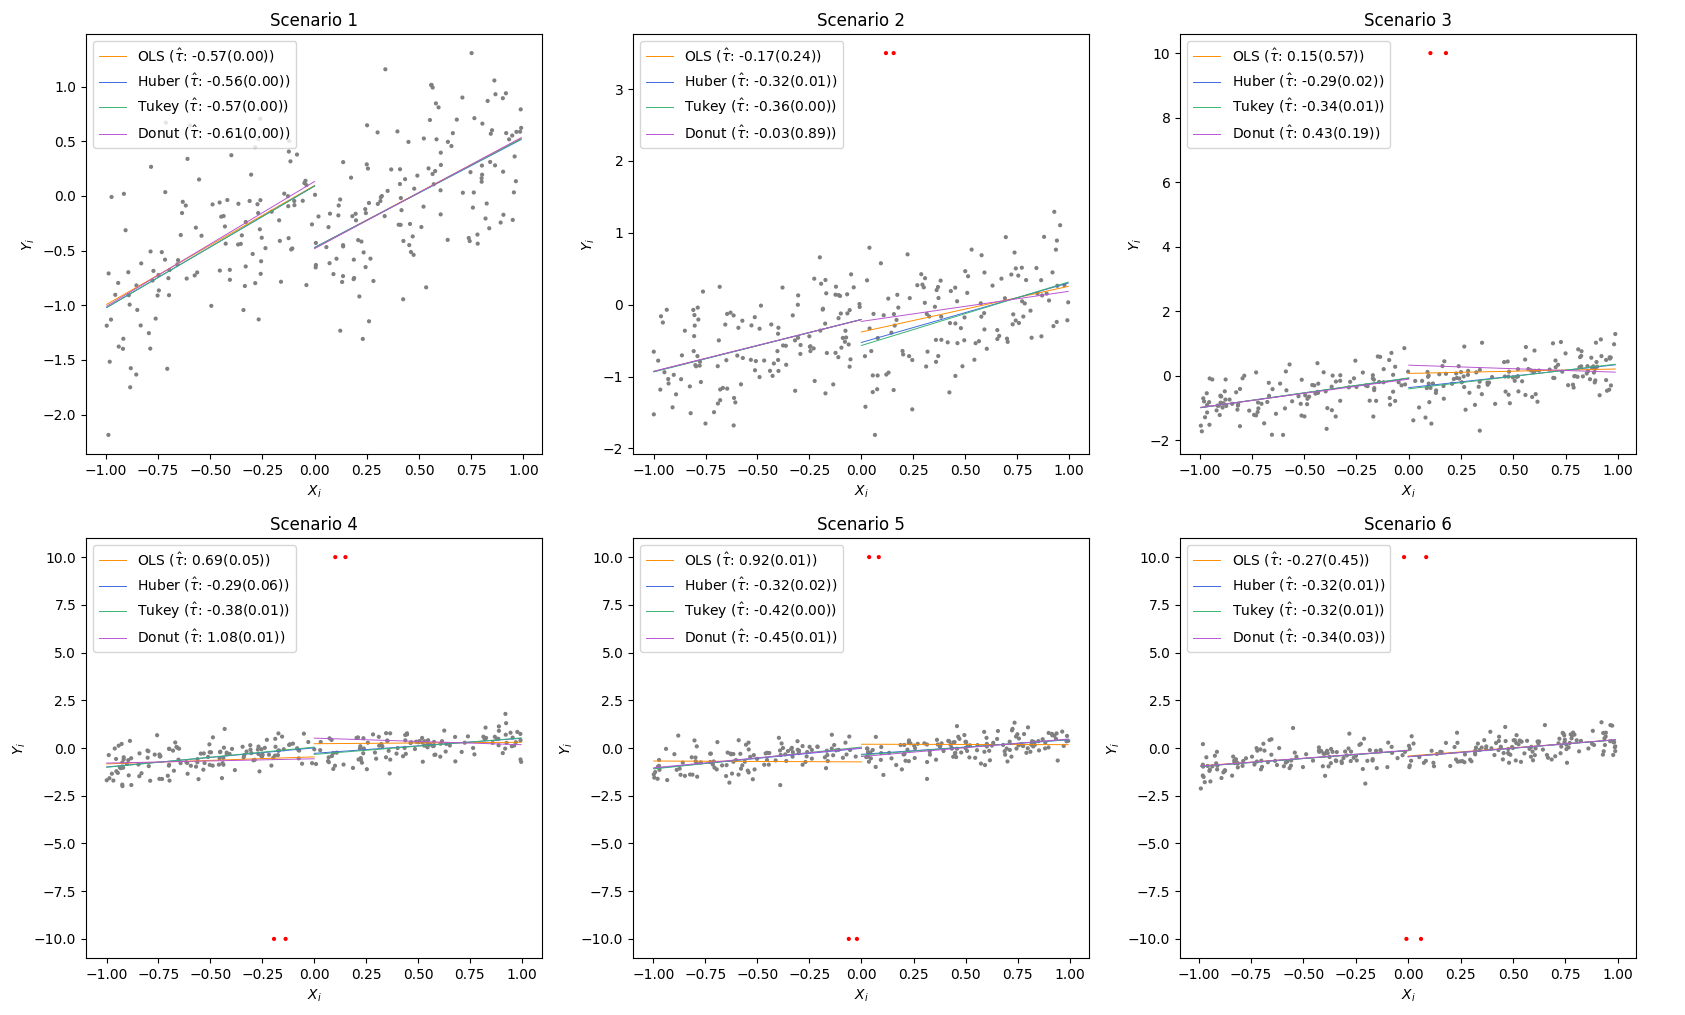 Scenario 1
OLS (τ̂: -0.57(0.00))
Huber (τ̂: -0.56(0.00))
Tukey (τ̂: -0.57(0.00))
Donut (τ̂: -0.61(0.00))
1.0
0.5
0.0
−0.5
−1.0
−1.5
−2.0
Y_i
−1.00 −0.75 −0.50 −0.25 0.00 0.25 0.50 0.75 1.00
X_i
Scenario 2
OLS (τ̂: -0.17(0.24))
Huber (τ̂: -0.32(0.01))
Tukey (τ̂: -0.36(0.00))
Donut (τ̂: -0.03(0.89))
3
2
1
0
−1
−2
Y_i
−1.00 −0.75 −0.50 −0.25 0.00 0.25 0.50 0.75 1.00
X_i
Scenario 3
OLS (τ̂: 0.15(0.57))
Huber (τ̂: -0.29(0.02))
Tukey (τ̂: -0.34(0.01))
Donut (τ̂: 0.43(0.19))
10
8
6
4
2
0
−2
Y_i
−1.00 −0.75 −0.50 −0.25 0.00 0.25 0.50 0.75 1.00
X_i
Scenario 4
OLS (τ̂: 0.69(0.05))
Huber (τ̂: -0.29(0.06))
Tukey (τ̂: -0.38(0.01))
Donut (τ̂: 1.08(0.01))
10.0
7.5
5.0
2.5
0.0
−2.5
−5.0
−7.5
−10.0
Y_i
−1.00 −0.75 −0.50 −0.25 0.00 0.25 0.50 0.75 1.00
X_i
Scenario 5
OLS (τ̂: 0.92(0.01))
Huber (τ̂: -0.32(0.02))
Tukey (τ̂: -0.42(0.00))
Donut (τ̂: -0.45(0.01))
10.0
7.5
5.0
2.5
0.0
−2.5
−5.0
−7.5
−10.0
Y_i
−1.00 −0.75 −0.50 −0.25 0.00 0.25 0.50 0.75 1.00
X_i
Scenario 6
OLS (τ̂: -0.27(0.45))
Huber (τ̂: -0.32(0.01))
Tukey (τ̂: -0.32(0.01))
Donut (τ̂: -0.34(0.03))
10.0
7.5
5.0
2.5
0.0
−2.5
−5.0
−7.5
−10.0
Y_i
−1.00 −0.75 −0.50 −0.25 0.00 0.25 0.50 0.75 1.00
X_i